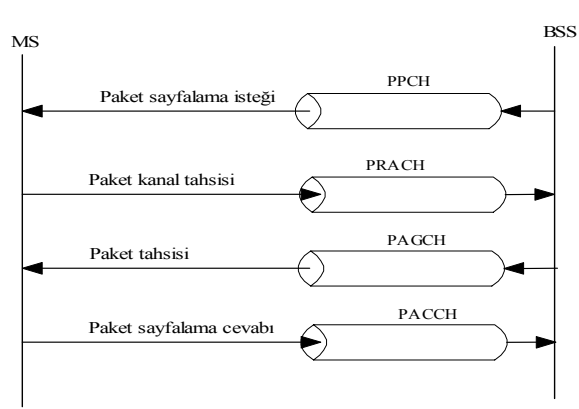 MS
BSS
PPCH
Paket sayfalama isteği
PRACH
Paket kanal tahsisi
PAGCH
Paket tahsisi
PACCH
Paket sayfalama cevabı